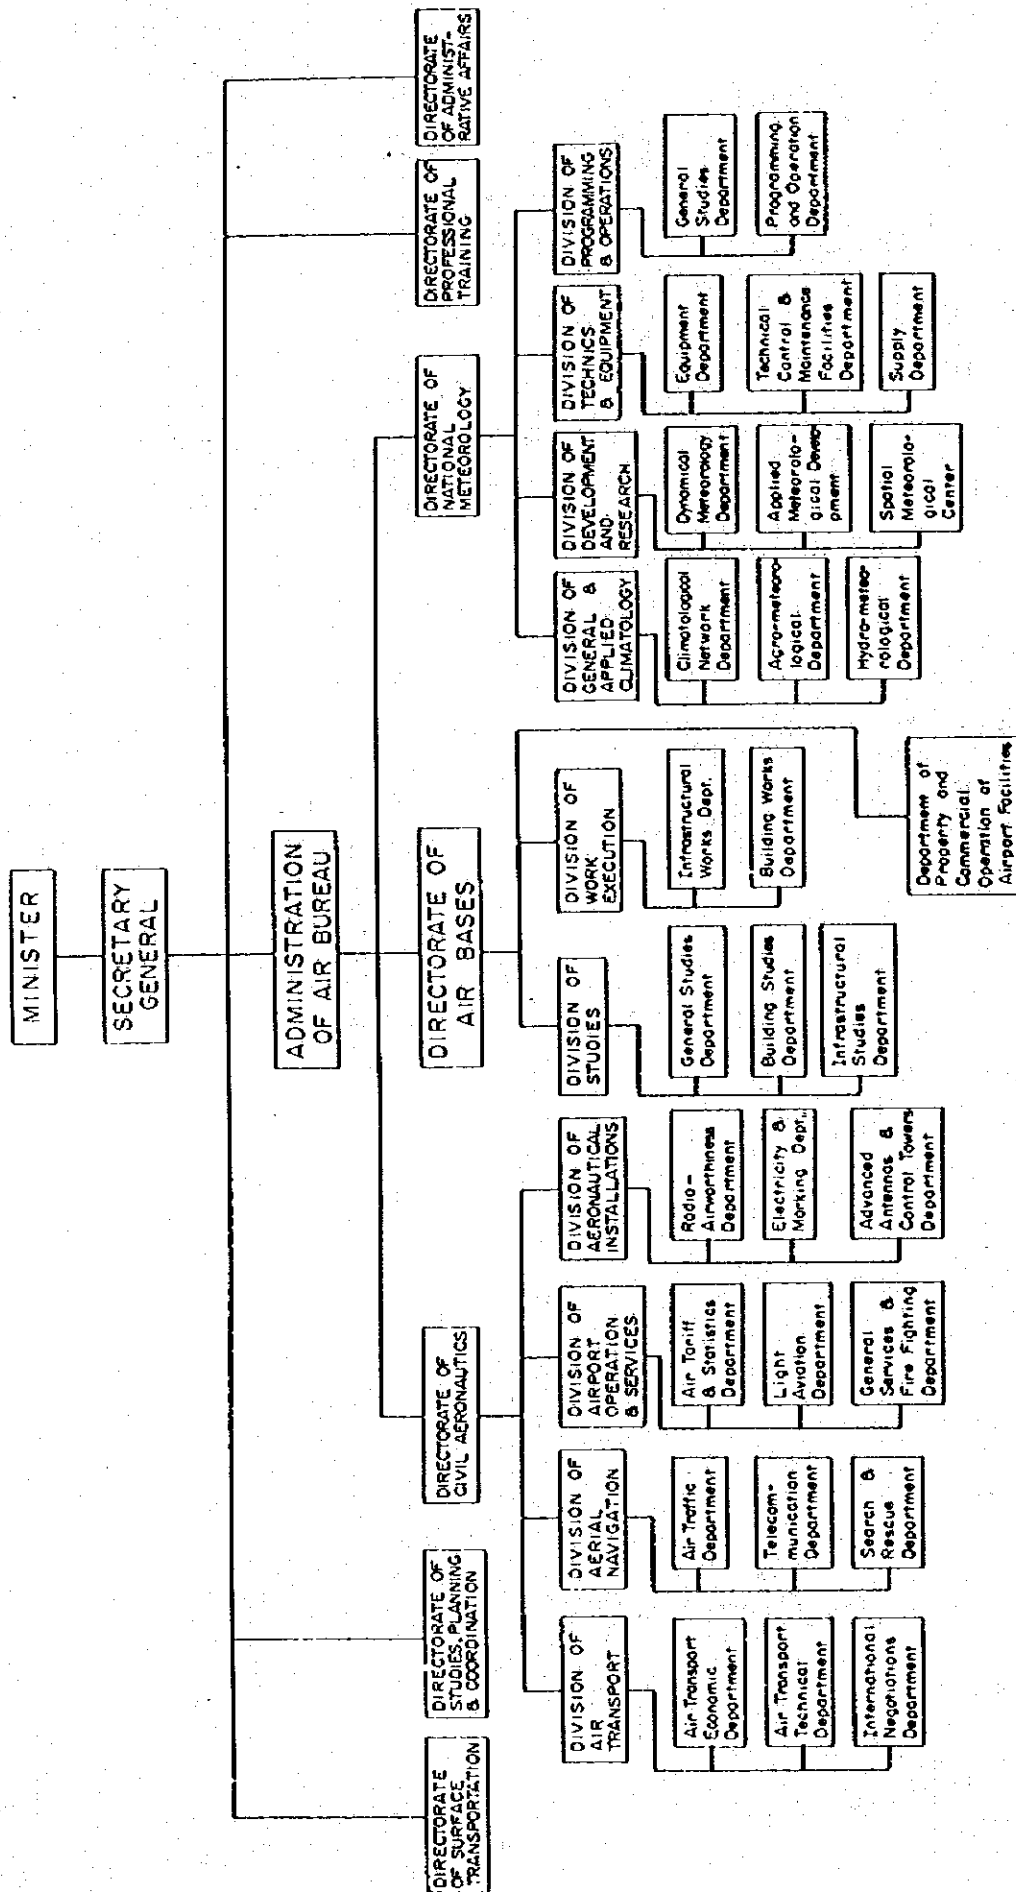 MINISTER
SECRETARY
GENERAL
ADMINISTRATION
OF AIR BUREAU
DIRECTORATE
OF SURFACE
TRANSPORTATION
DIRECTORATE OF
STUDIES, PLANNING
& COORDINATION
DIRECTORATE OF
CIVIL AERONAUTICS
DIRECTORATE OF
AIR BASES
DIRECTORATE OF
NATIONAL
METEOROLOGY
DIRECTORATE OF
PROFESSIONAL
TRAINING
DIRECTORATE
OF ADMINIST-
RATIVE AFFAIRS
DIVISION OF
AIR
TRANSPORT
Air Transport
Economic
Department
Air Transport
Technical
Department
International
Negotiations
Department
DIVISION OF
AERIAL
NAVIGATION
Air Traffic
Department
Telecom-
munication
Department
Search &
Rescue
Department
DIVISION OF
AIRPORT
OPERATION
& SERVICES
Air Tariff
& Statistics
Department
Light
Aviation
Department
General
Services &
Fire Fighting
Department
DIVISION OF
AERONAUTICAL
INSTALLATIONS
Radio-
Airworthiness
Department
Electricity &
Marking Dept.
Advanced
Antennas &
Control Towers
Department
DIVISION OF
STUDIES
General Studies
Department
Building Studies
Department
Infrastructural
Studies
Department
DIVISION OF
WORK
EXECUTION
Infrastructural
Works Dept.
Building Works
Department
Department of
Property and
Commercial
Operation of
Airport Facilities
DIVISION OF
GENERAL &
APPLIED
CLIMATOLOGY
Climatological
Network
Department
Agro-meteoro-
logical
Department
Hydro-meteo-
rological
Department
DIVISION OF
DEVELOPMENT
AND
RESEARCH
Dynamical
Meteorology
Department
Applied
Meteorolo-
gical Develo-
pment
Spatial
Meteorolo-
gical
Center
DIVISION OF
TECHNICS
& EQUIPMENT
Equipment
Department
Technical
Control &
Maintenance
Facilities
Department
Supply
Department
DIVISION OF
PROGRAMMING
& OPERATIONS
General
Studies
Department
Programming
and Operation
Department